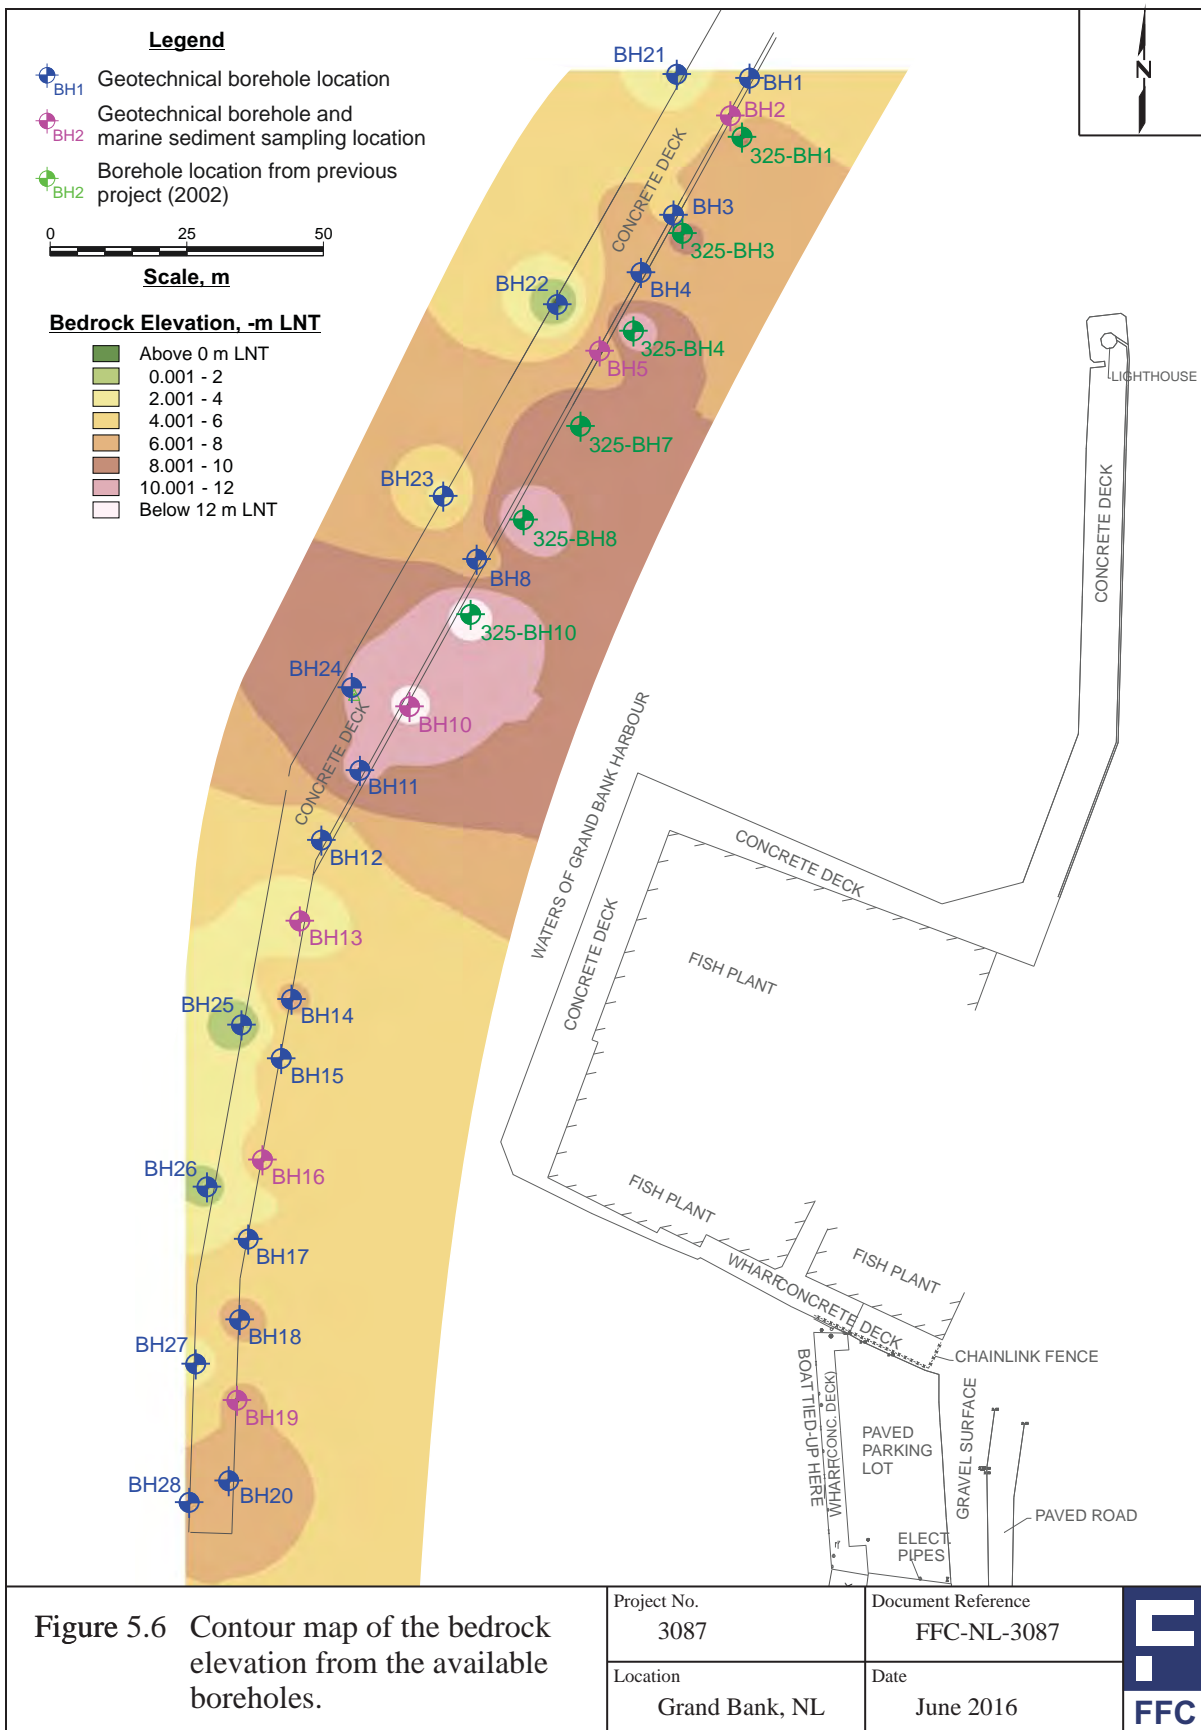 Legend
BH1 Geotechnical borehole location
Geotechnical borehole and
BH2 marine sediment sampling location
Borehole location from previous
BH2 project (2002)
0 25 50
Scale, m
Bedrock Elevation, -m LNT
Above 0 m LNT
0.001 - 2
2.001 - 4
4.001 - 6
6.001 - 8
8.001 - 10
10.001 - 12
Below 12 m LNT
N
BH21
BH1
BH2
325-BH1
CONCRETE DECK
BH3
325-BH3
BH4
BH22
325-BH4
BH5
325-BH7
BH23
325-BH8
BH8
325-BH10
BH24
BH10
CONCRETE DECK
BH11
BH12
BH13
BH25
BH14
BH15
BH26
BH16
BH17
BH18
BH27
BH19
BH28
BH20
LIGHTHOUSE
CONCRETE DECK
WATERS OF GRAND BANK HARBOUR
CONCRETE DECK
CONCRETE DECK
FISH PLANT
FISH PLANT
FISH PLANT
WHARF
CONCRETE DECK
CHAINLINK FENCE
BOAT TIED-UP HERE
WHARF(CONC. DECK)
PAVED
PARKING
LOT
GRAVEL SURFACE
PAVED ROAD
ELECT.
PIPES
Figure 5.6 Contour map of the bedrock
elevation from the available
boreholes.
Project No.
3087
Document Reference
FFC-NL-3087
Location
Grand Bank, NL
Date
June 2016
FFC